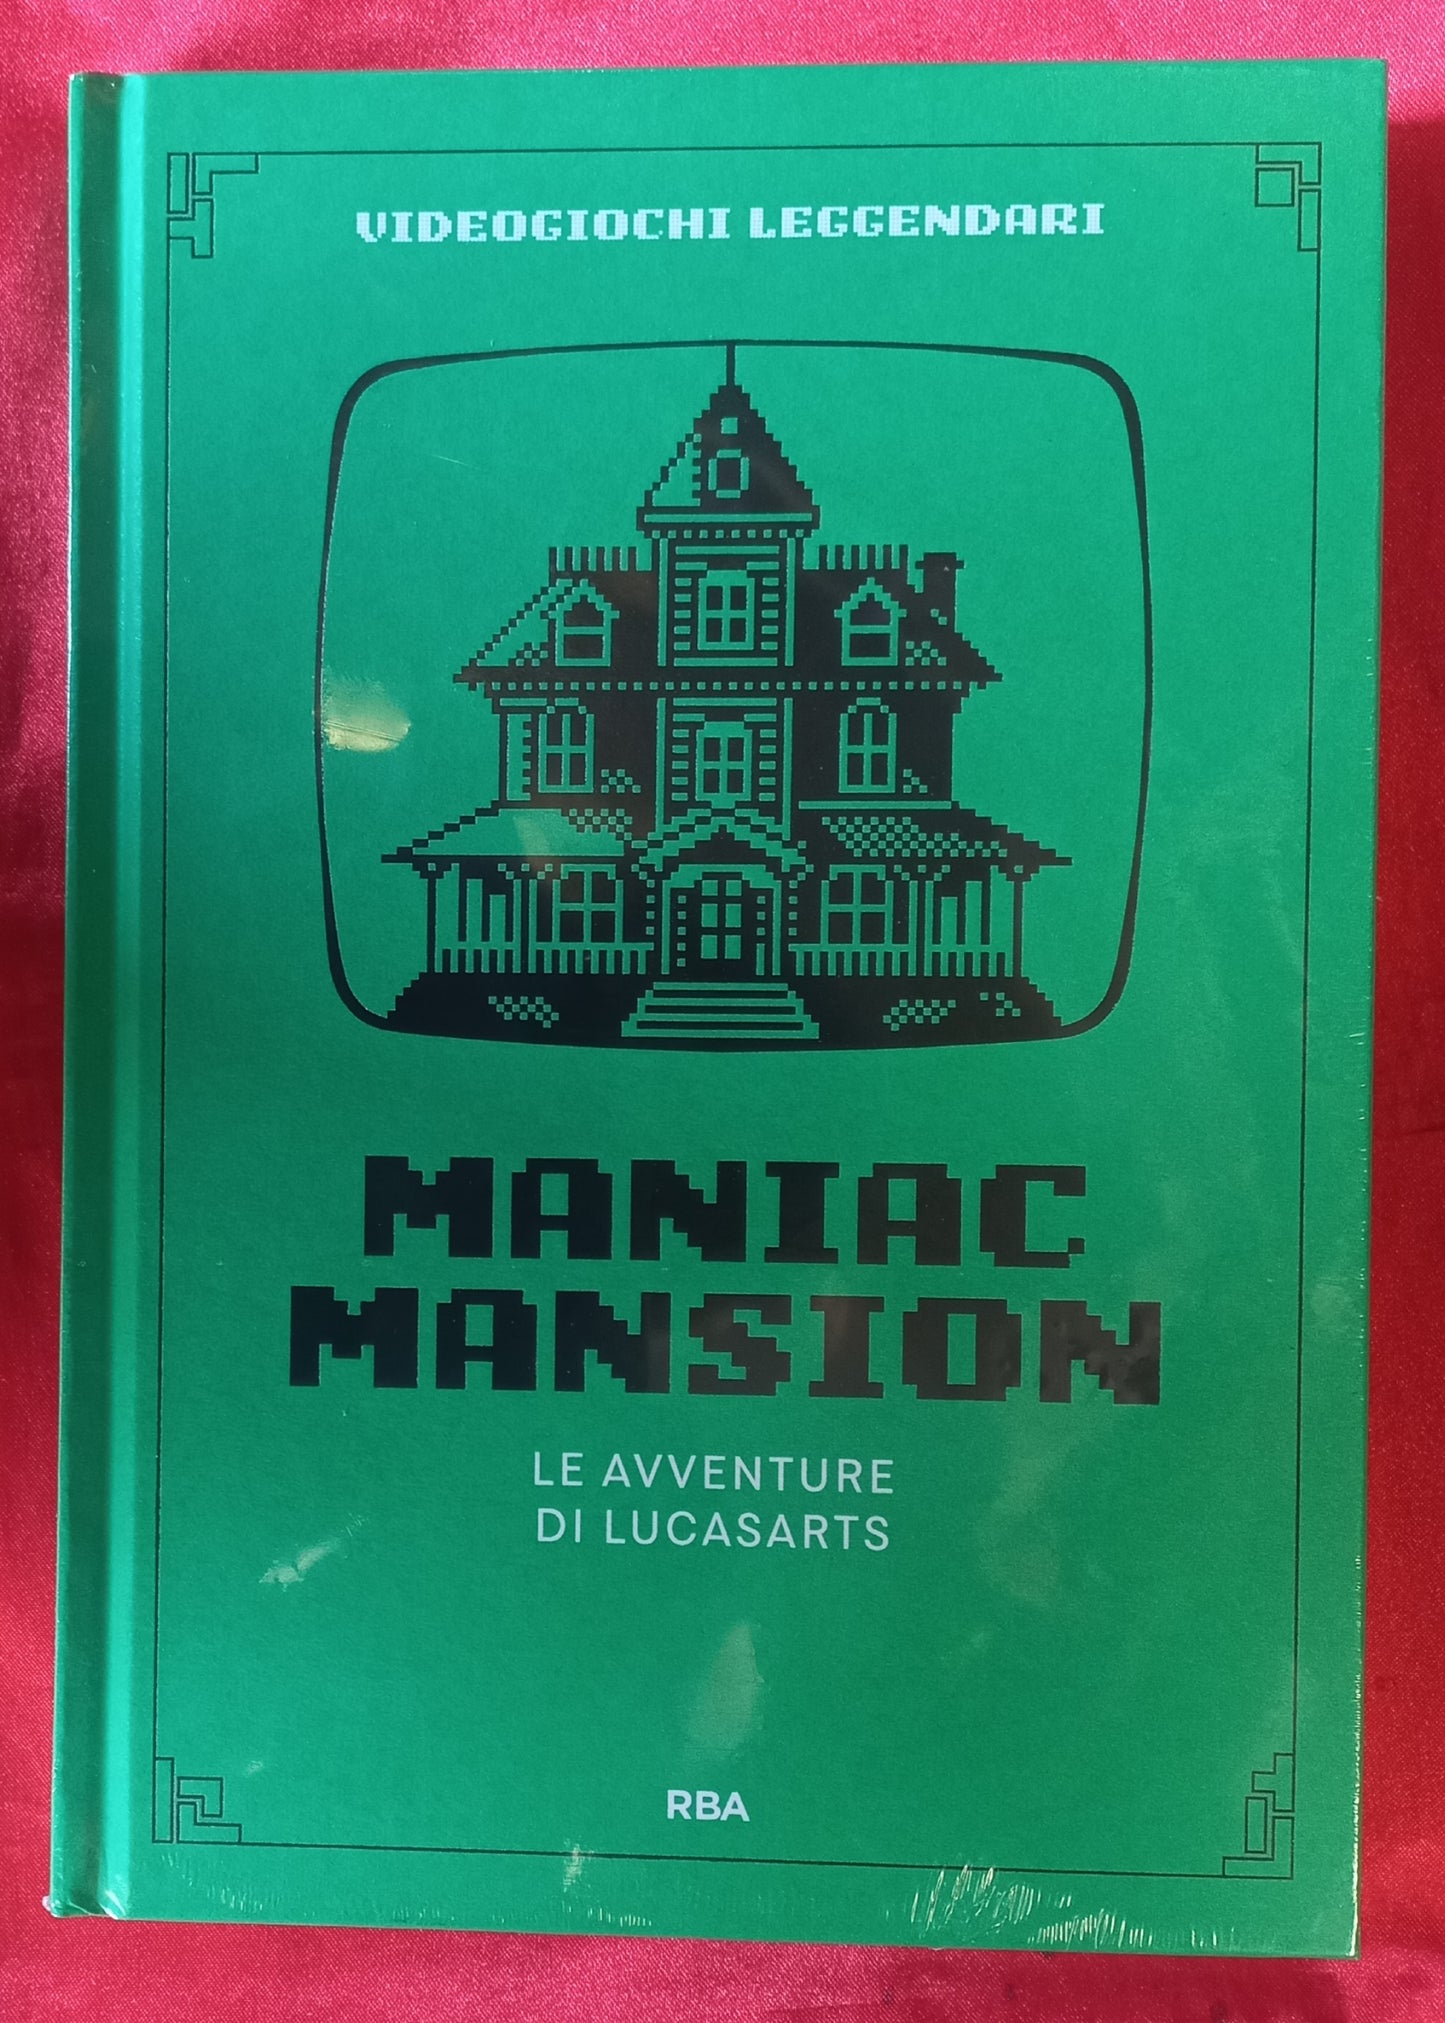 VIDEOGIOCHI LEGGENDARI
MANIAC
MANSION
LE AVVENTURE
DI LUCASARTS
RBA